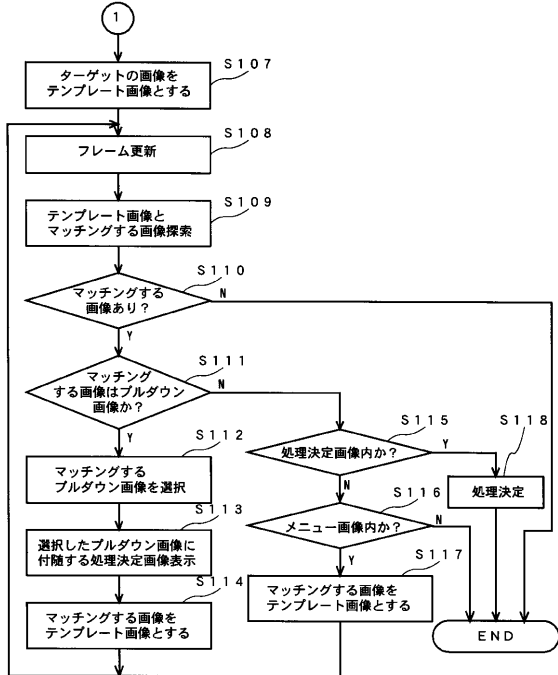 1
S107
ターゲットの画像を
テンプレート画像とする
S108
フレーム更新
S109
テンプレート画像と
マッチングする画像探索
S110
マッチングする
画像あり？
N
Y
S111
マッチング
する画像はプルダウン
画像か？
N
Y
S112
マッチングする
プルダウン画像を選択
S113
選択したプルダウン画像に
付随する処理決定画像表示
S114
マッチングする画像を
テンプレート画像とする
S115
処理決定画像内か？
Y
N
S118
処理決定
S116
メニュー画像内か？
N
Y
S117
マッチングする画像を
テンプレート画像とする
END